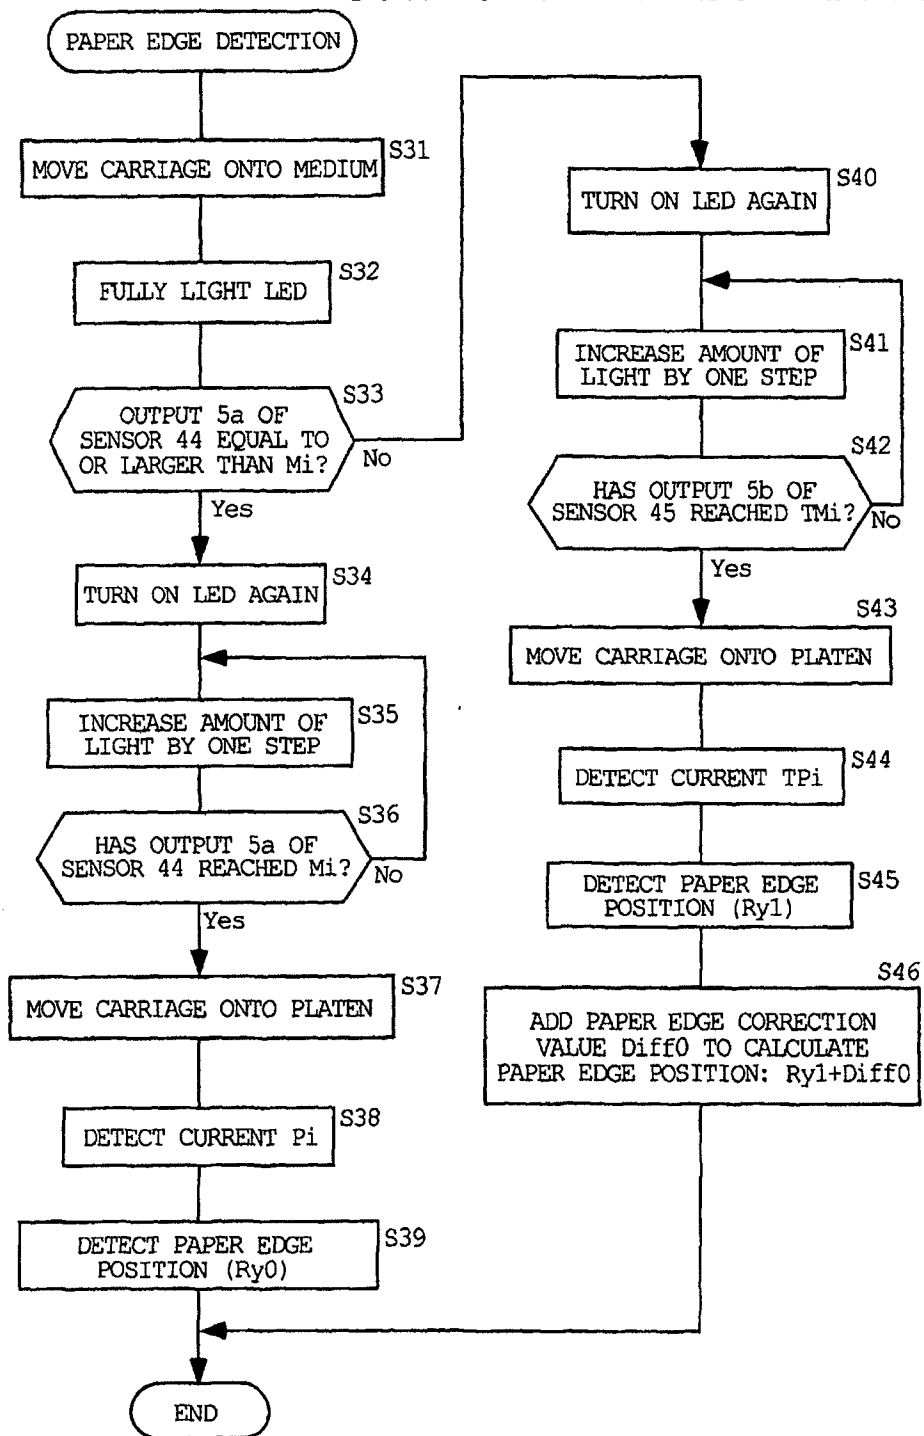 PAPER EDGE DETECTION
MOVE CARRIAGE ONTO MEDIUM
S31
FULLY LIGHT LED
S32
OUTPUT 5a OF
SENSOR 44 EQUAL TO
OR LARGER THAN Mi?
S33
No
Yes
TURN ON LED AGAIN
S34
INCREASE AMOUNT OF
LIGHT BY ONE STEP
S35
HAS OUTPUT 5a OF
SENSOR 44 REACHED Mi?
S36
No
Yes
MOVE CARRIAGE ONTO PLATEN
S37
DETECT CURRENT Pi
S38
DETECT PAPER EDGE
POSITION (Ry0)
S39
TURN ON LED AGAIN
S40
INCREASE AMOUNT OF
LIGHT BY ONE STEP
S41
HAS OUTPUT 5b OF
SENSOR 45 REACHED TMi?
S42
No
Yes
MOVE CARRIAGE ONTO PLATEN
S43
DETECT CURRENT TPi
S44
DETECT PAPER EDGE
POSITION (Ry1)
S45
ADD PAPER EDGE CORRECTION
VALUE Diff0 TO CALCULATE
PAPER EDGE POSITION: Ry1+Diff0
S46
END